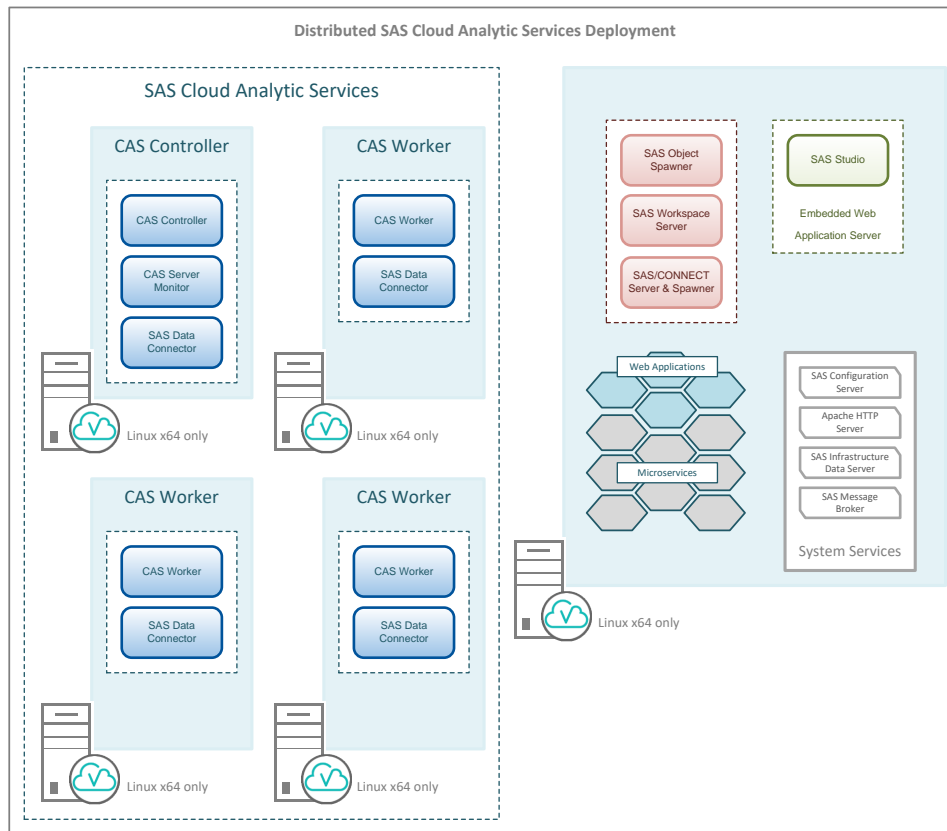 Distributed SAS Cloud Analytic Services Deployment
SAS Cloud Analytic Services
CAS Controller
CAS Controller
CAS Server
Monitor
SAS Data
Connector
Linux x64 only
CAS Worker
CAS Worker
SAS Data
Connector
Linux x64 only
CAS Worker
CAS Worker
SAS Data
Connector
Linux x64 only
CAS Worker
CAS Worker
SAS Data
Connector
Linux x64 only
SAS Object
Spawner
SAS Workspace
Server
SAS/CONNECT
Server & Spawner
SAS Studio
Embedded Web
Application Server
Web Applications
Microservices
SAS Configuration
Server
Apache HTTP
Server
SAS Infrastructure
Data Server
SAS Message
Broker
System Services
Linux x64 only